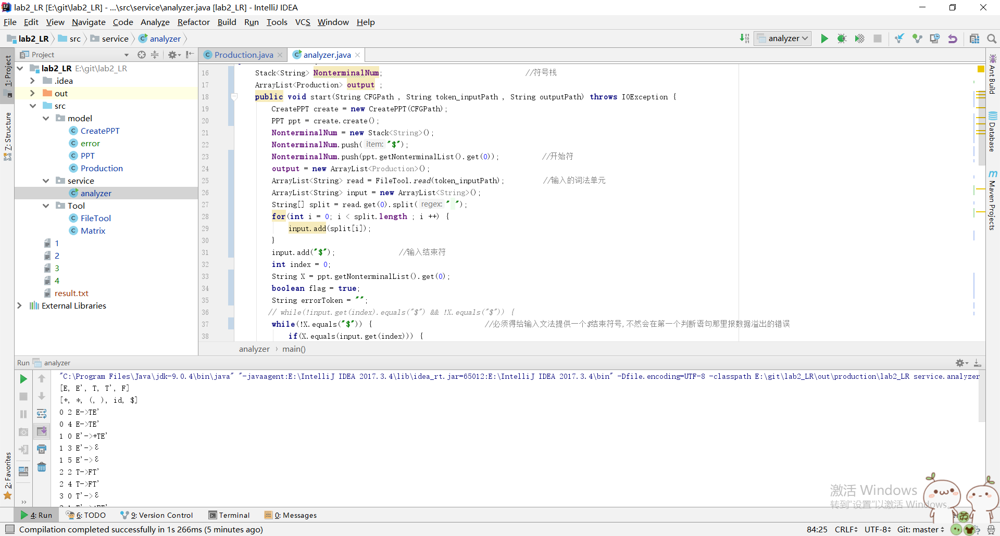 lab2_LR [E:\git\lab2_LR] - ...\src\service\analyzer.java [lab2_LR] - IntelliJ IDEA
File Edit View Navigate Code Analyze Refactor Build Run Tools VCS Window Help
lab2_LR src service analyzer
analyzer
Project
Production.java analyzer.java
1: Project
7: Structure
2: Favorites
lab2_LR E:\git\lab2_LR
.idea
out
src
model
CreatePPT
error
PPT
Production
service
analyzer
Tool
FileTool
Matrix
1
2
3
4
result.txt
External Libraries
16 Stack<String> NonterminalNum; //符号栈
17 ArrayList<Production> output ;
18 public void start(String CFGPath , String token_inputPath , String outputPath) throws IOException {
19 CreatePPT create = new CreatePPT(CFGPath);
20 PPT ppt = create.create();
21 NonterminalNum = new Stack<String>();
22 NonterminalNum.push( item: "$");
23 NonterminalNum.push(ppt.getNonterminalList().get(0)); //开始符
24 output = new ArrayList<Production>();
25 ArrayList<String> read = FileTool.read(token_inputPath); //输入的词法单元
26 ArrayList<String> input = new ArrayList<String>();
27 String[] split = read.get(0).split( regex: " ");
28 for(int i = 0; i < split.length ; i ++) {
29 input.add(split[i]);
30 }
31 input.add("$"); //输入结束符
32 int index = 0;
33 String X = ppt.getNonterminalList().get(0);
34 boolean flag = true;
35 String errorToken = "";
36 // while(!input.get(index).equals("$") && !X.equals("$")) {
37 while(!X.equals("$")) { //必须得给输入文法提供一个$结束符号,不然会在第一个判断语句那里报数据溢出的错误
38 if(X.equals(input.get(index))) {
analyzer › main()
Ant Build
Database
Maven Projects
Run analyzer
"C:\Program Files\Java\jdk-9.0.4\bin\java" "-javaagent:E:\IntelliJ IDEA 2017.3.4\lib\idea_rt.jar=65012:E:\IntelliJ IDEA 2017.3.4\bin" -Dfile.encoding=UTF-8 -classpath E:\git\lab2_LR\out\production\lab2_LR service.analyzer
[E, E', T, T', F]
[+, *, (, ), id, $]
0 2 E->TE'
0 4 E->TE'
1 0 E'->+TE'
1 3 E'->ε
1 5 E'->ε
2 2 T->FT'
2 4 T->FT'
3 0 T'->ε
激活 Windows
转到"设置"以激活 Windows。
4: Run 6: TODO 9: Version Control Terminal 0: Messages
Compilation completed successfully in 1s 266ms (5 minutes ago)
84:25 CRLF UTF-8 Git: master